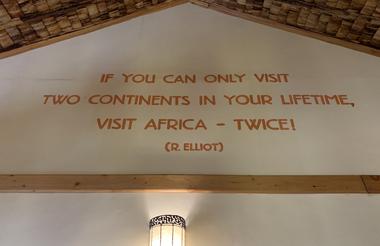 IF YOU CAN ONLY VISIT
TWO CONTINENTS IN YOUR LIFETIME,
VISIT AFRICA - TWICE!
(R. ELLIOT)